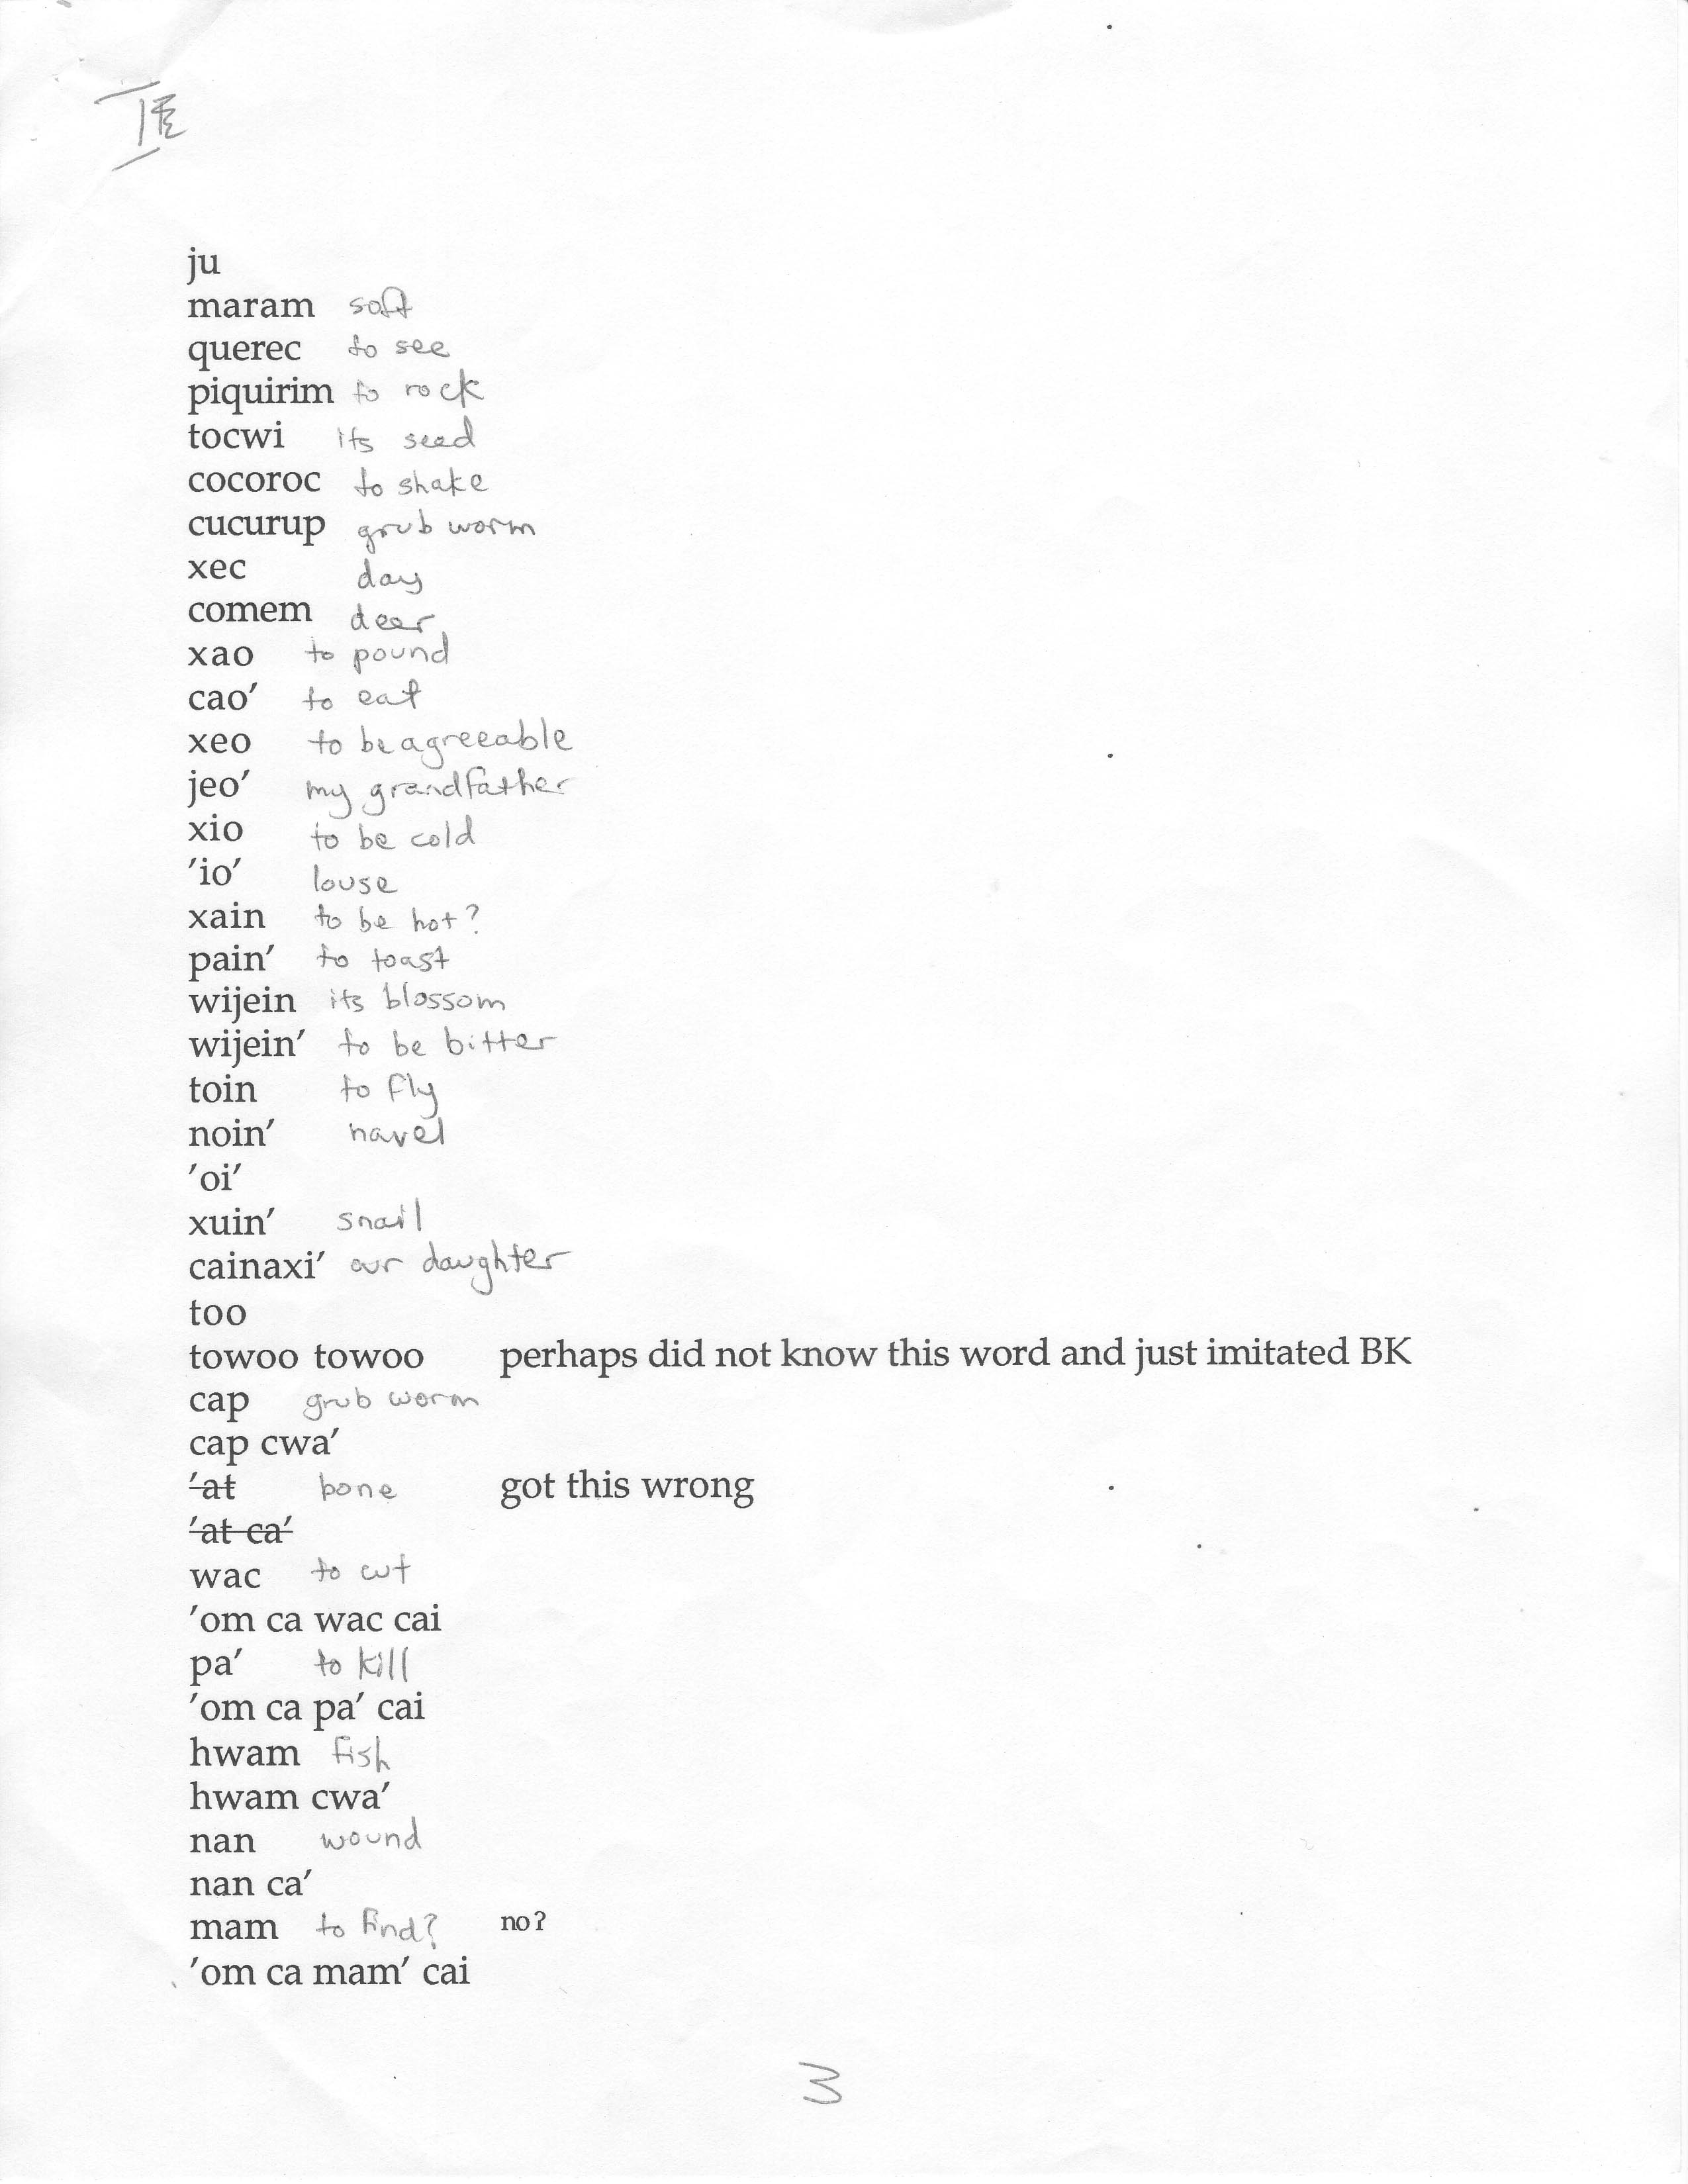 ju
maram soft
querec to see
piquirim to rock
tocwi its seed
cocoroc to shake
cucurup grub worm
xec day
comem deer
xao to pound
cao' to eat
xeo to be agreeable
jeo' my grandfather
xio to be cold
'io' louse
xain to be hot?
pain' to toast
wijein its blossom
wijein' to be bitter
toin to fly
noin' navel
'oi'
xuin' snail
cainaxi' our daughter
too
towoo towoo perhaps did not know this word and just imitated BK
cap grub worm
cap cwa'
'at bone got this wrong
'at ca'
wac to cut
'om ca wac cai
pa' to kill
'om ca pa' cai
hwam fish
hwam cwa'
nan wound
nan ca'
mam to find? no?
'om ca mam' cai
3